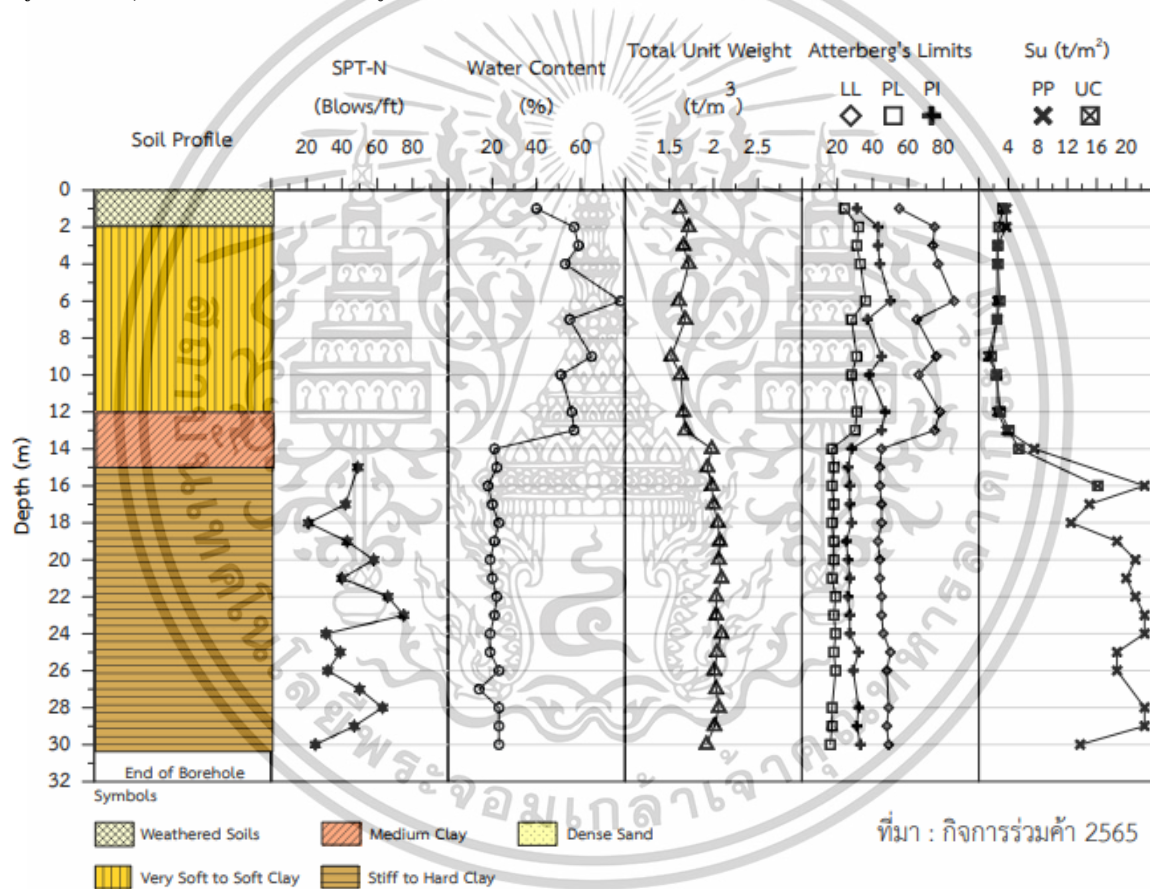 SPT-N
(Blows/ft)
Water Content
(%)
Total Unit Weight
(t/m3)
Atterberg's Limits
LL PL PI
Su (t/m2)
PP UC
Soil Profile
20 40 60 80
20 40 60
1.5 2 2.5
20 40 60 80
4 8 12 16 20
Depth (m)
0
2
4
6
8
10
12
14
16
18
20
22
24
26
28
30
32
End of Borehole
Symbols
Weathered Soils
Medium Clay
Dense Sand
Very Soft to Soft Clay
Stiff to Hard Clay
ที่มา : กิจการร่วมค้า 2565